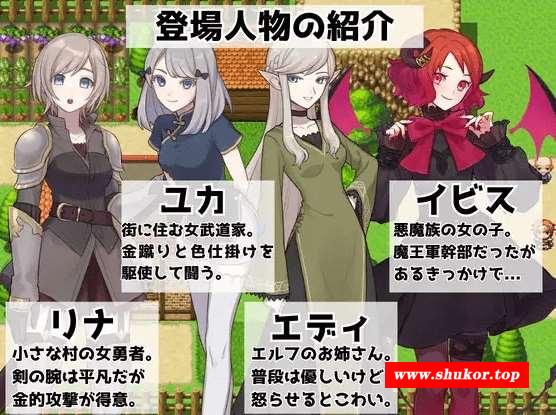 登場人物の紹介
ユカ
街に住む女武道家。
金蹴りと色仕掛けを
駆使して闘う。
イビス
悪魔族の女の子。
魔王軍幹部だったが
あるきっかけで...
リナ
小さな村の女勇者。
剣の腕は平凡だが
金的攻撃が得意。
エディ
エルフのお姉さん。
普段は優しいけど
怒らせるとこわい。
www.shukor.top